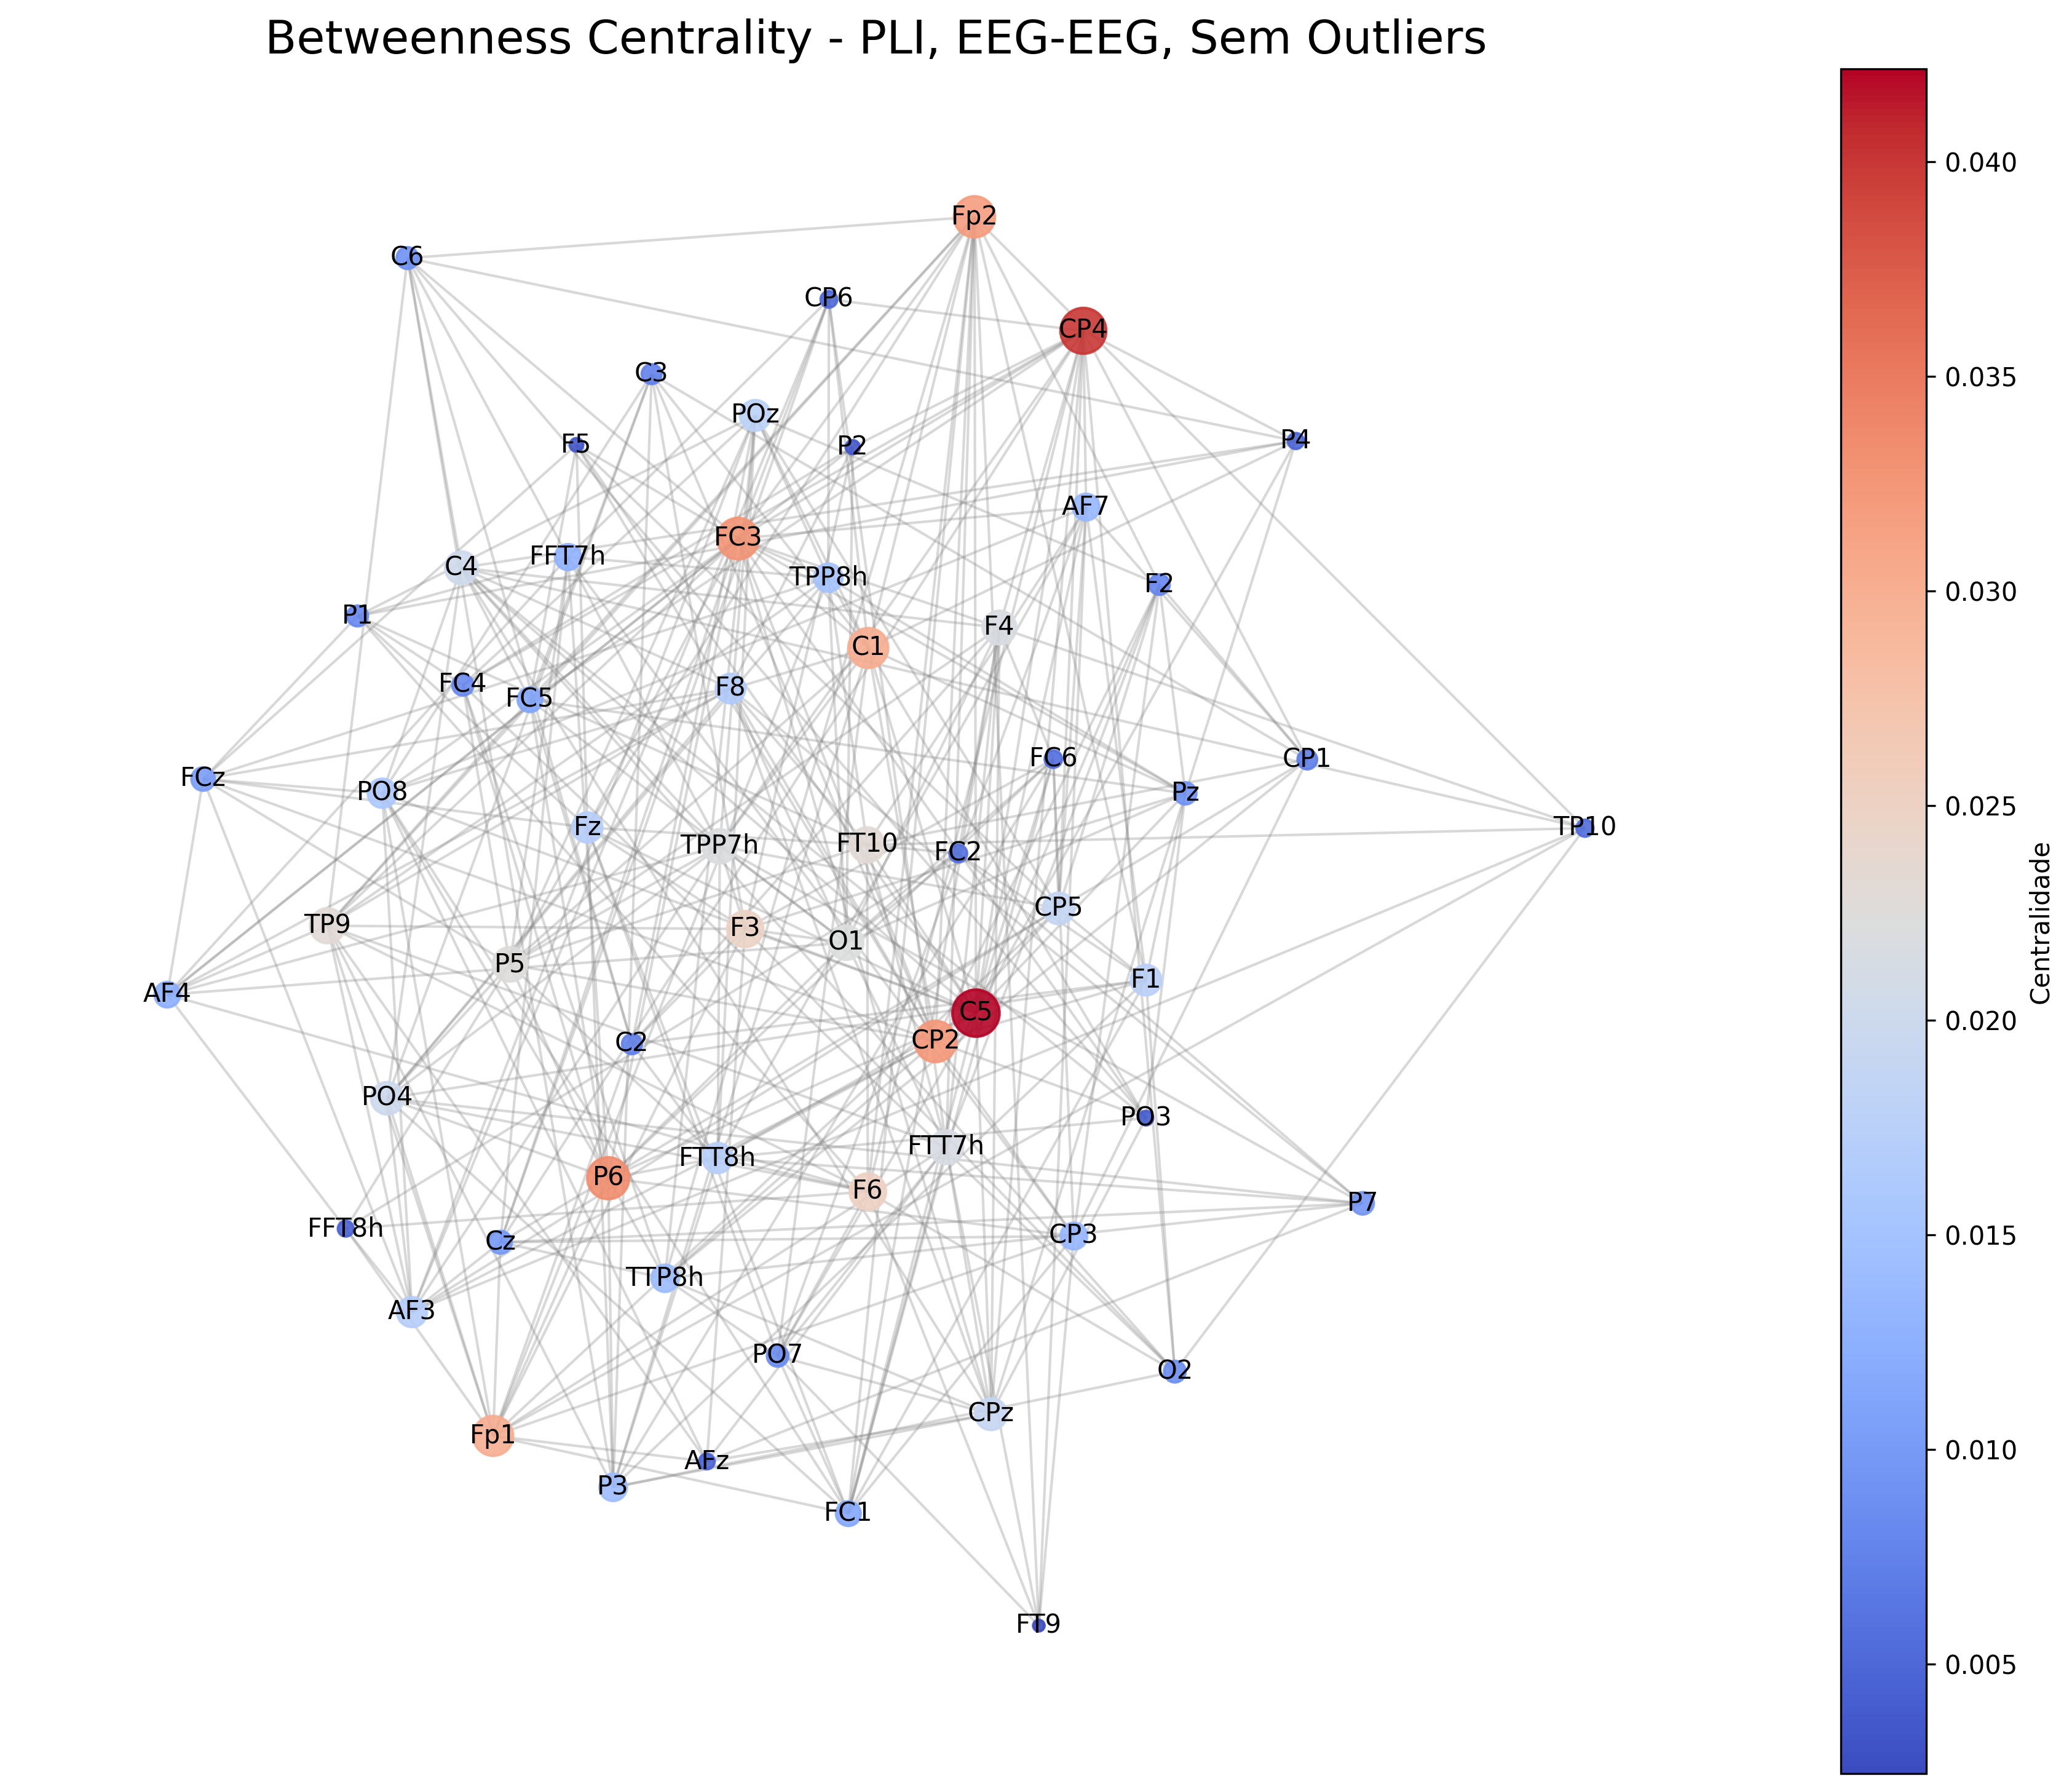 Betweenness Centrality - PLI, EEG-EEG, Sem Outliers
Fp2
C6
CP6
CP4
C3
POz
F5
P2
P4
AF7
FC3
FFT7h
C4
TPP8h
F2
P1
F4
C1
FC4
FC5
F8
FC6
CP1
FCz
PO8
Pz
Fz
TP10
TPP7h
FT10
FC2
CP5
TP9
F3
O1
P5
F1
AF4
C5
CP2
C2
PO4
PO3
FTT7h
FTT8h
P6
F6
P7
FFT8h
Cz
CP3
TTP8h
AF3
PO7
O2
CPz
Fp1
AFz
P3
FC1
FT9
0.040
0.035
0.030
0.025
0.020
0.015
0.010
0.005
Centralidade